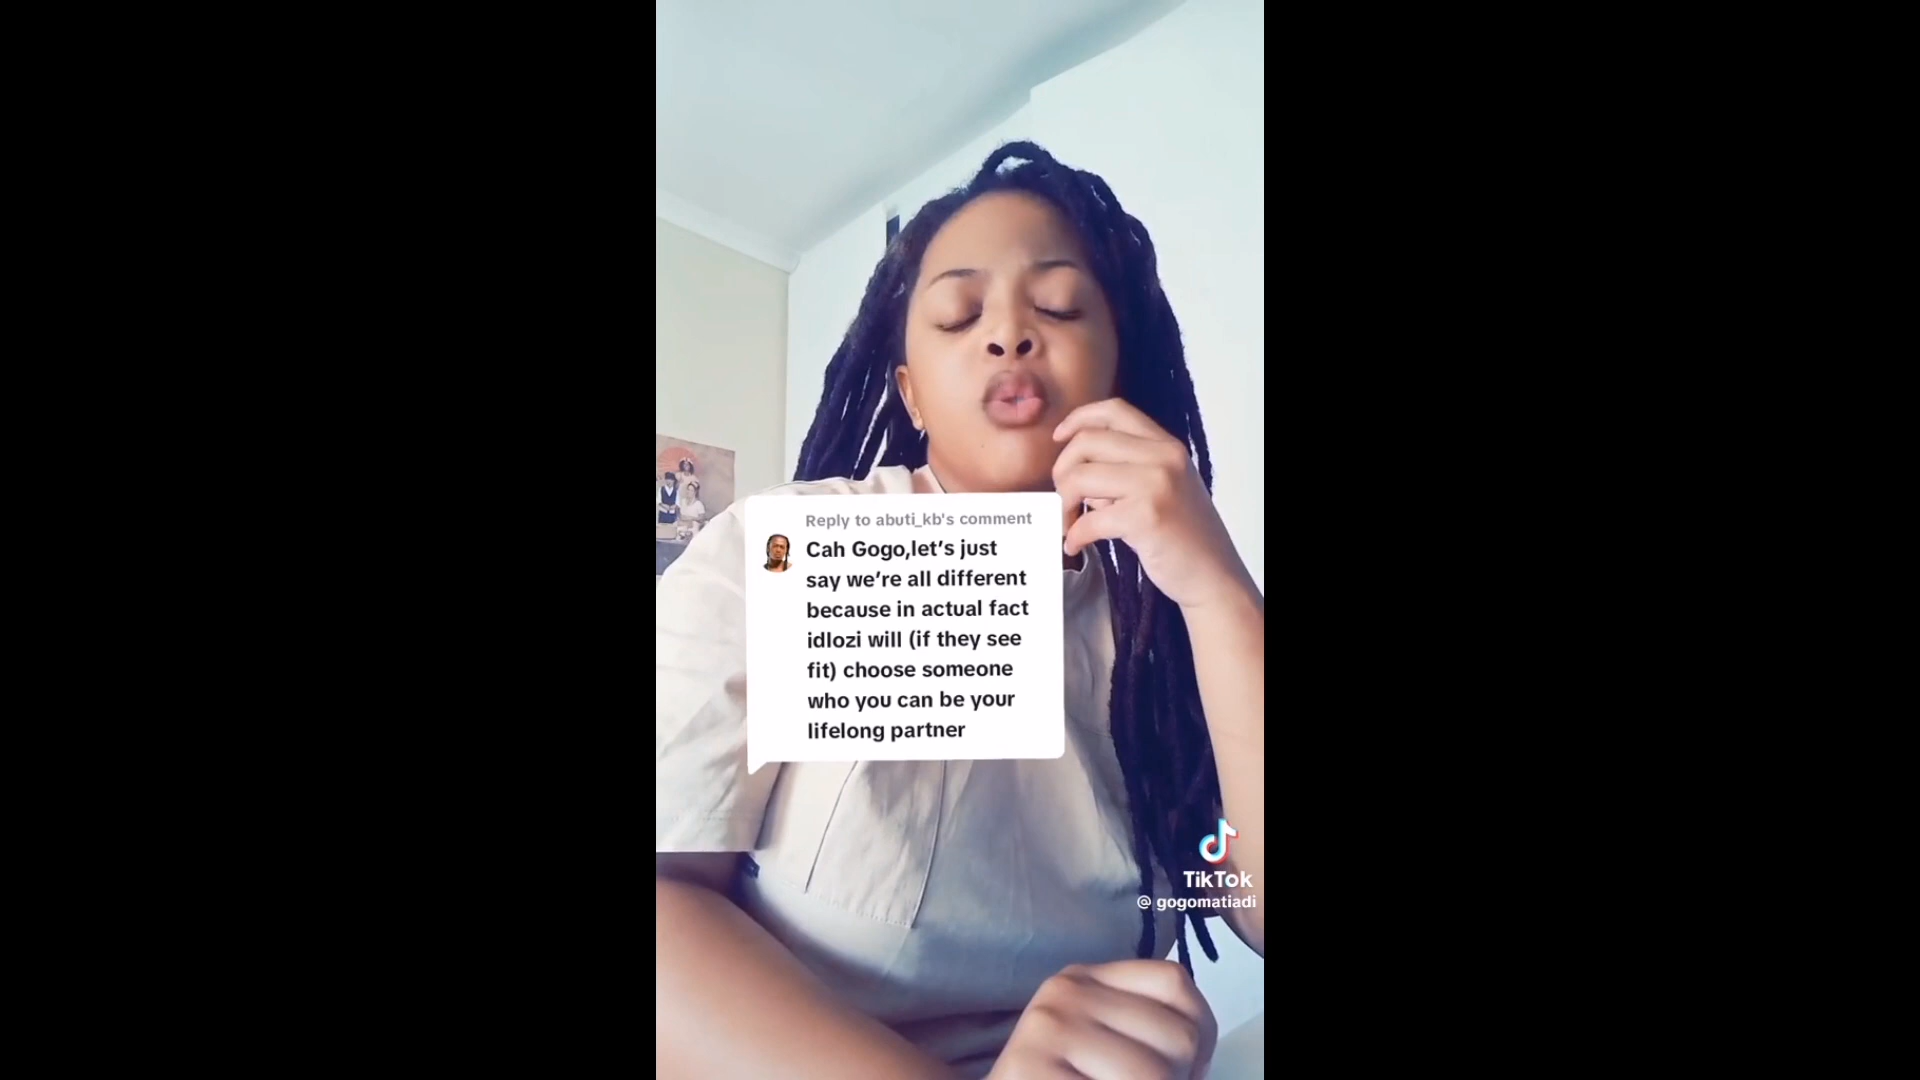 Reply to abuti_kb's comment
Cah Gogo,let’s just
say we’re all different
because in actual fact
idlozi will (if they see
fit) choose someone
who you can be your
lifelong partner
TikTok
@ gogomatiadi